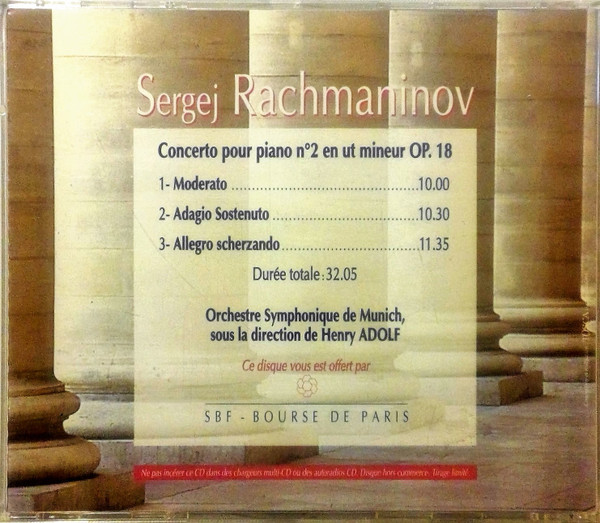 Sergej Rachmaninov
Concerto pour piano n°2 en ut mineur OP. 18
1- Moderato ........................................10.00
2- Adagio Sostenuto ................................10.30
3- Allegro scherzando..............................11.35
Durée totale : 32.05
Orchestre Symphonique de Munich,
sous la direction de Henry ADOLF
Ce disque vous est offert par
SBF - BOURSE DE PARIS
Ne pas incérer ce CD dans des chargeurs multi-CD ou des autoradios CD. Disque hors-commerce. Tirage limité.